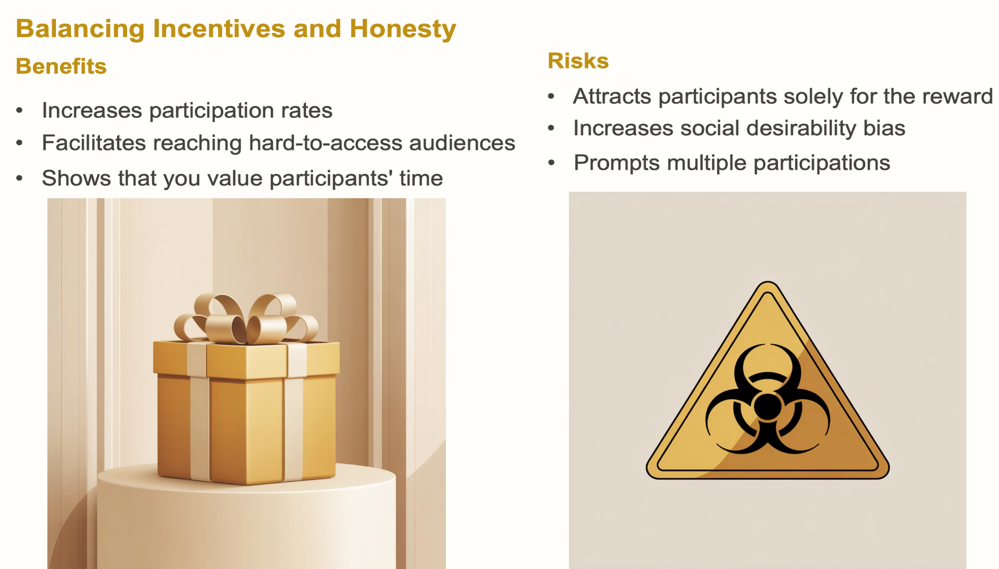 Balancing Incentives and Honesty
Benefits
• Increases participation rates
• Facilitates reaching hard-to-access audiences
• Shows that you value participants' time
Risks
• Attracts participants solely for the reward
• Increases social desirability bias
• Prompts multiple participations